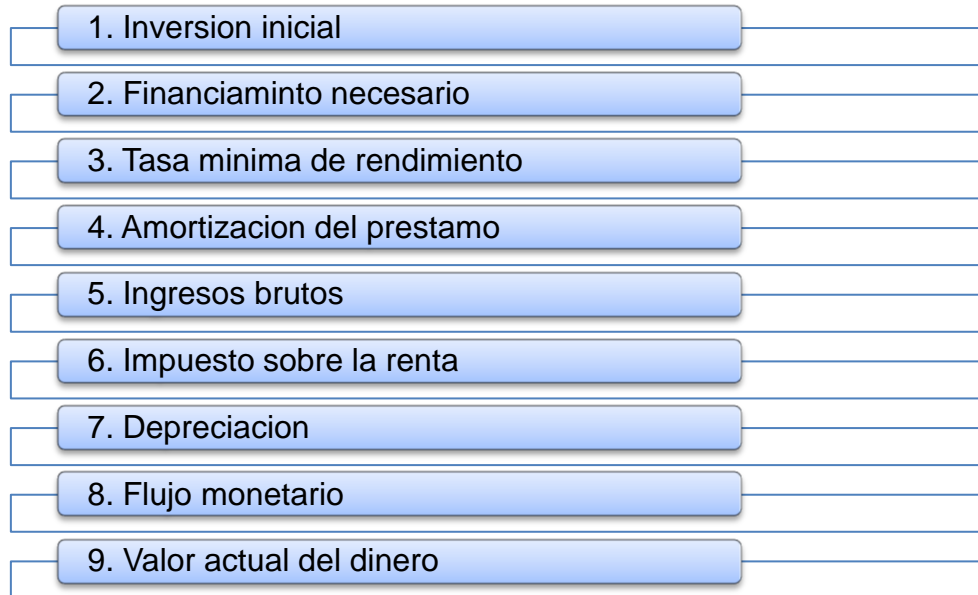 1. Inversion inicial
2. Financiaminto necesario
3. Tasa minima de rendimiento
4. Amortizacion del prestamo
5. Ingresos brutos
6. Impuesto sobre la renta
7. Depreciacion
8. Flujo monetario
9. Valor actual del dinero